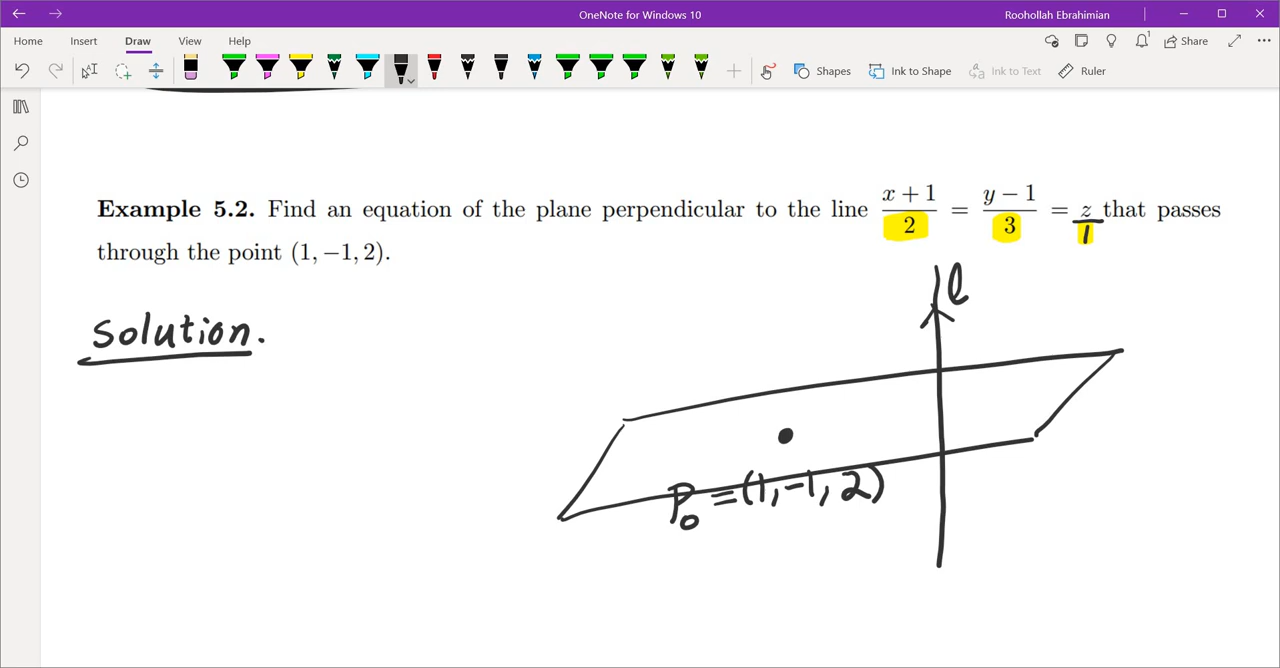 OneNote for Windows 10
Roohollah Ebrahimian
Home Insert Draw View Help
Share
Shapes Ink to Shape Ink to Text Ruler
Example 5.2. Find an equation of the plane perpendicular to the line (x + 1)/2 = (y − 1)/3 = z/1 that passes
through the point (1, −1, 2).
Solution.
l
P₀ = (1, -1, 2)